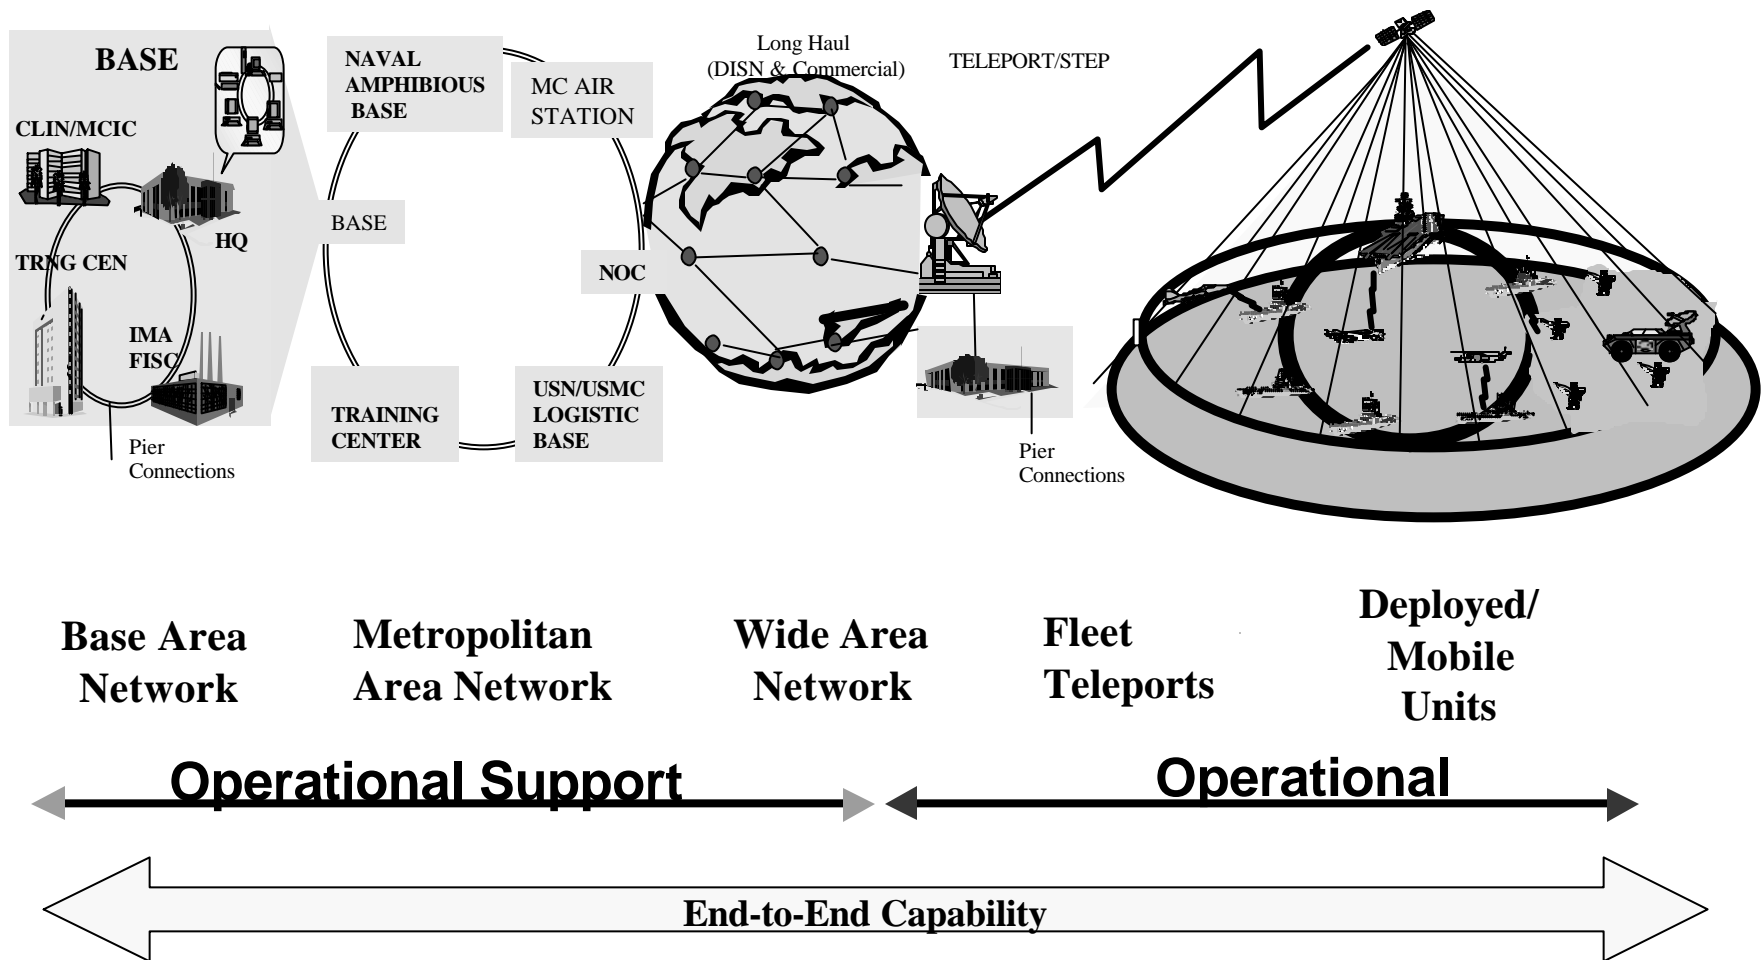 BASE
CLIN/MCIC
HQ
TRNG CEN
IMA
FISC
Pier
Connections
NAVAL
AMPHIBIOUS
BASE
MC AIR
STATION
BASE
NOC
TRAINING
CENTER
USN/USMC
LOGISTIC
BASE
Long Haul
(DISN & Commercial)
TELEPORT/STEP
Pier
Connections
Base Area
Network
Metropolitan
Area Network
Wide Area
Network
Fleet
Teleports
Deployed/
Mobile
Units
Operational Support
Operational
End-to-End Capability